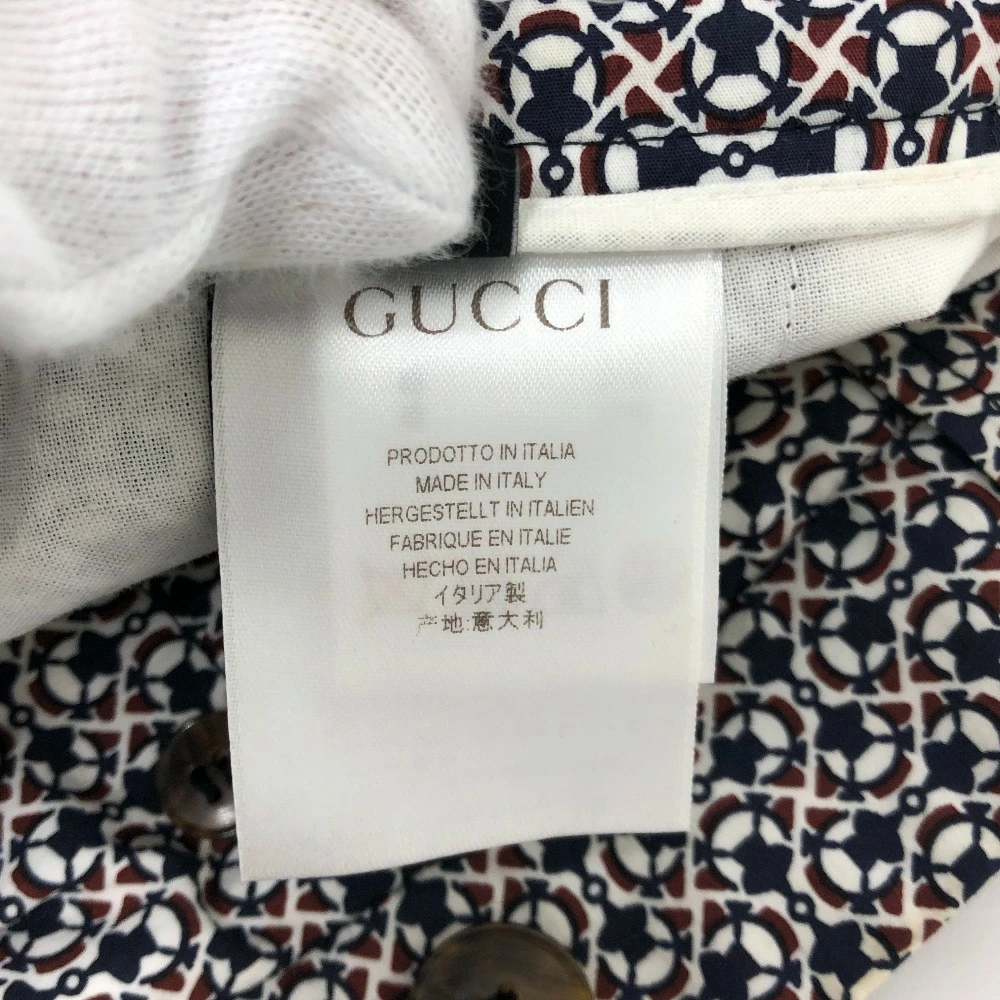 GUCCI
PRODOTTO IN ITALIA
MADE IN ITALY
HERGESTELLT IN ITALIEN
FABRIQUE EN ITALIE
HECHO EN ITALIA
イタリア製
产地:意大利